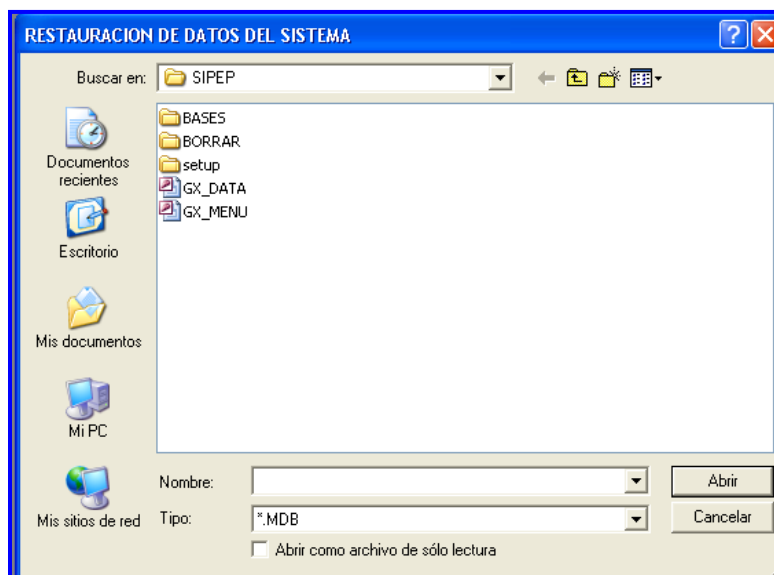 RESTAURACION DE DATOS DEL SISTEMA
Buscar en: SIPEP
BASES
BORRAR
setup
GX_DATA
GX_MENU
Documentos
recientes
Escritorio
Mis documentos
Mi PC
Mis sitios de red
Nombre:
Abrir
Tipo: *.MDB
Cancelar
Abrir como archivo de sólo lectura